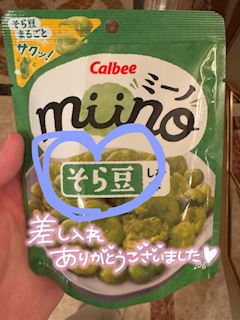 そら豆
まるごと
サクッ!
Calbee
ミーノ
miino
そら豆
差し入れ
ありがとうございました♡
20g